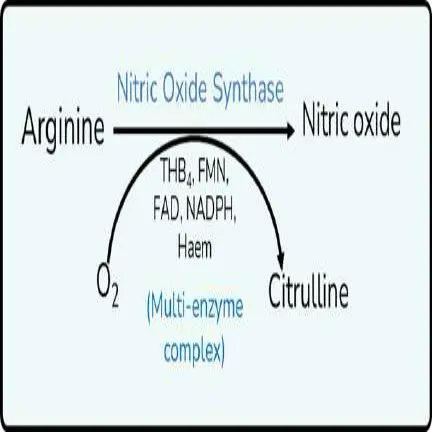 Nitric Oxide Synthase
Arginine
Nitric oxide
THB₄, FMN,
FAD, NADPH,
Haem
O₂
Citrulline
(Multi-enzyme
complex)